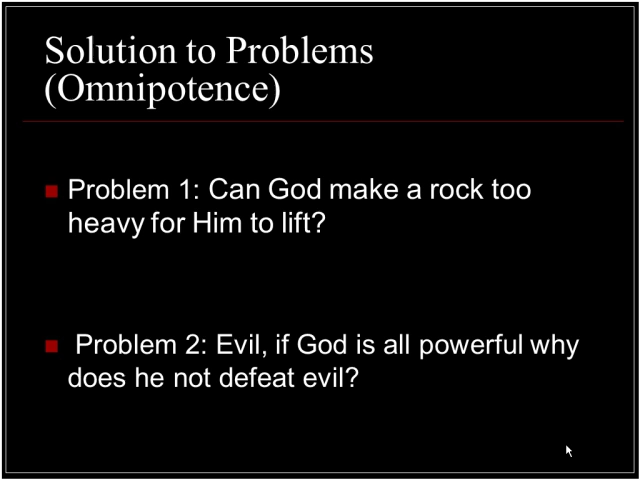 Solution to Problems
(Omnipotence)
Problem 1: Can God make a rock too
heavy for Him to lift?
Problem 2: Evil, if God is all powerful why
does he not defeat evil?